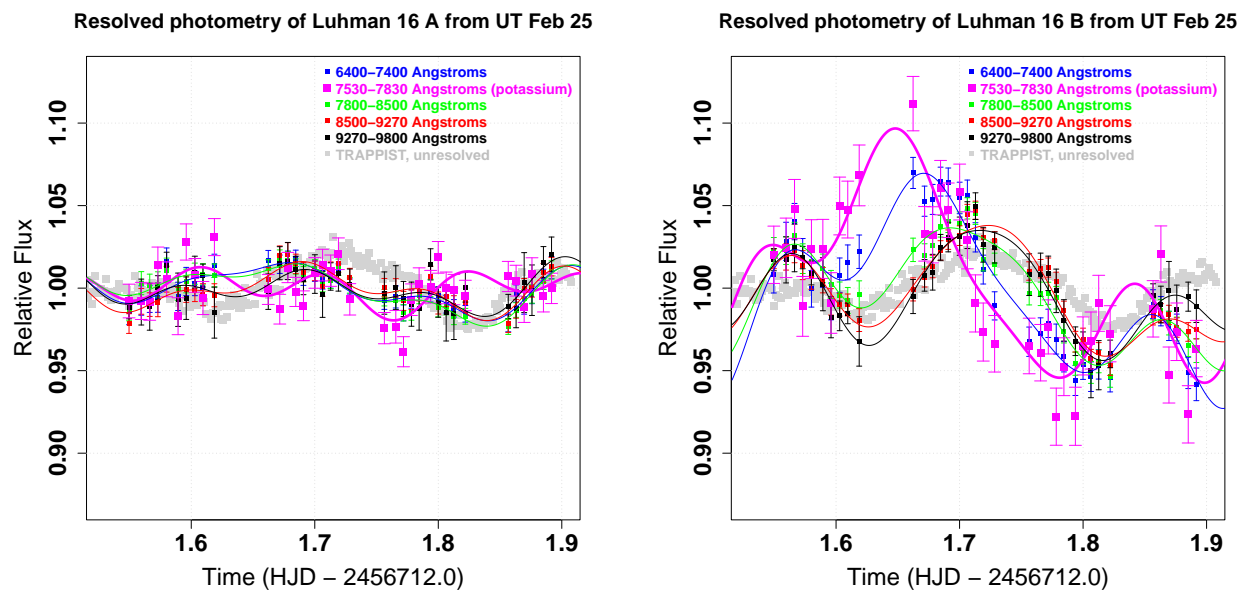 Resolved photometry of Luhman 16 A from UT Feb 25
6400−7400 Angstroms
7530−7830 Angstroms (potassium)
7800−8500 Angstroms
8500−9270 Angstroms
9270−9800 Angstroms
TRAPPIST, unresolved
Relative Flux
1.10
1.05
1.00
0.95
0.90
1.6
1.7
1.8
1.9
Time (HJD − 2456712.0)
Resolved photometry of Luhman 16 B from UT Feb 25
6400−7400 Angstroms
7530−7830 Angstroms (potassium)
7800−8500 Angstroms
8500−9270 Angstroms
9270−9800 Angstroms
TRAPPIST, unresolved
Relative Flux
1.10
1.05
1.00
0.95
0.90
1.6
1.7
1.8
1.9
Time (HJD − 2456712.0)